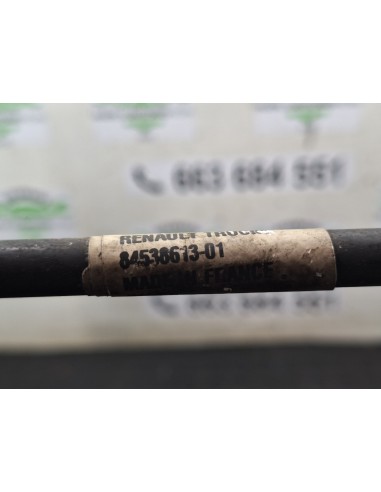 663 684 551
RENAULT TRUCKS
84538613-01
MADE IN FRANCE